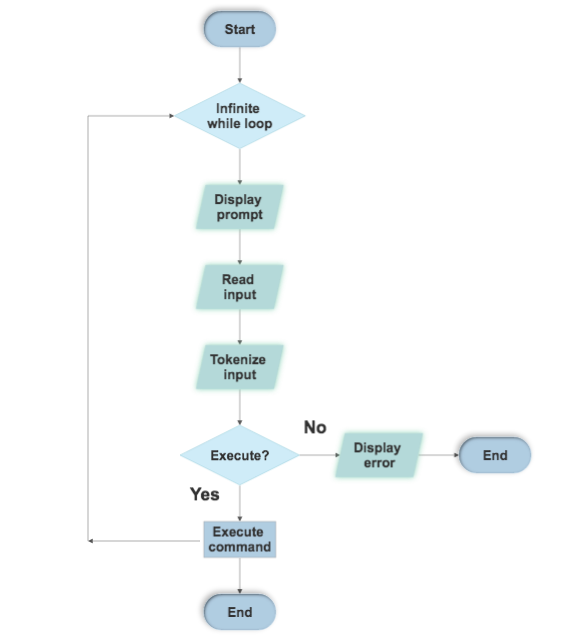 Start
Infinite
while loop
Display
prompt
Read
input
Tokenize
input
Execute?
No
Display
error
End
Yes
Execute
command
End